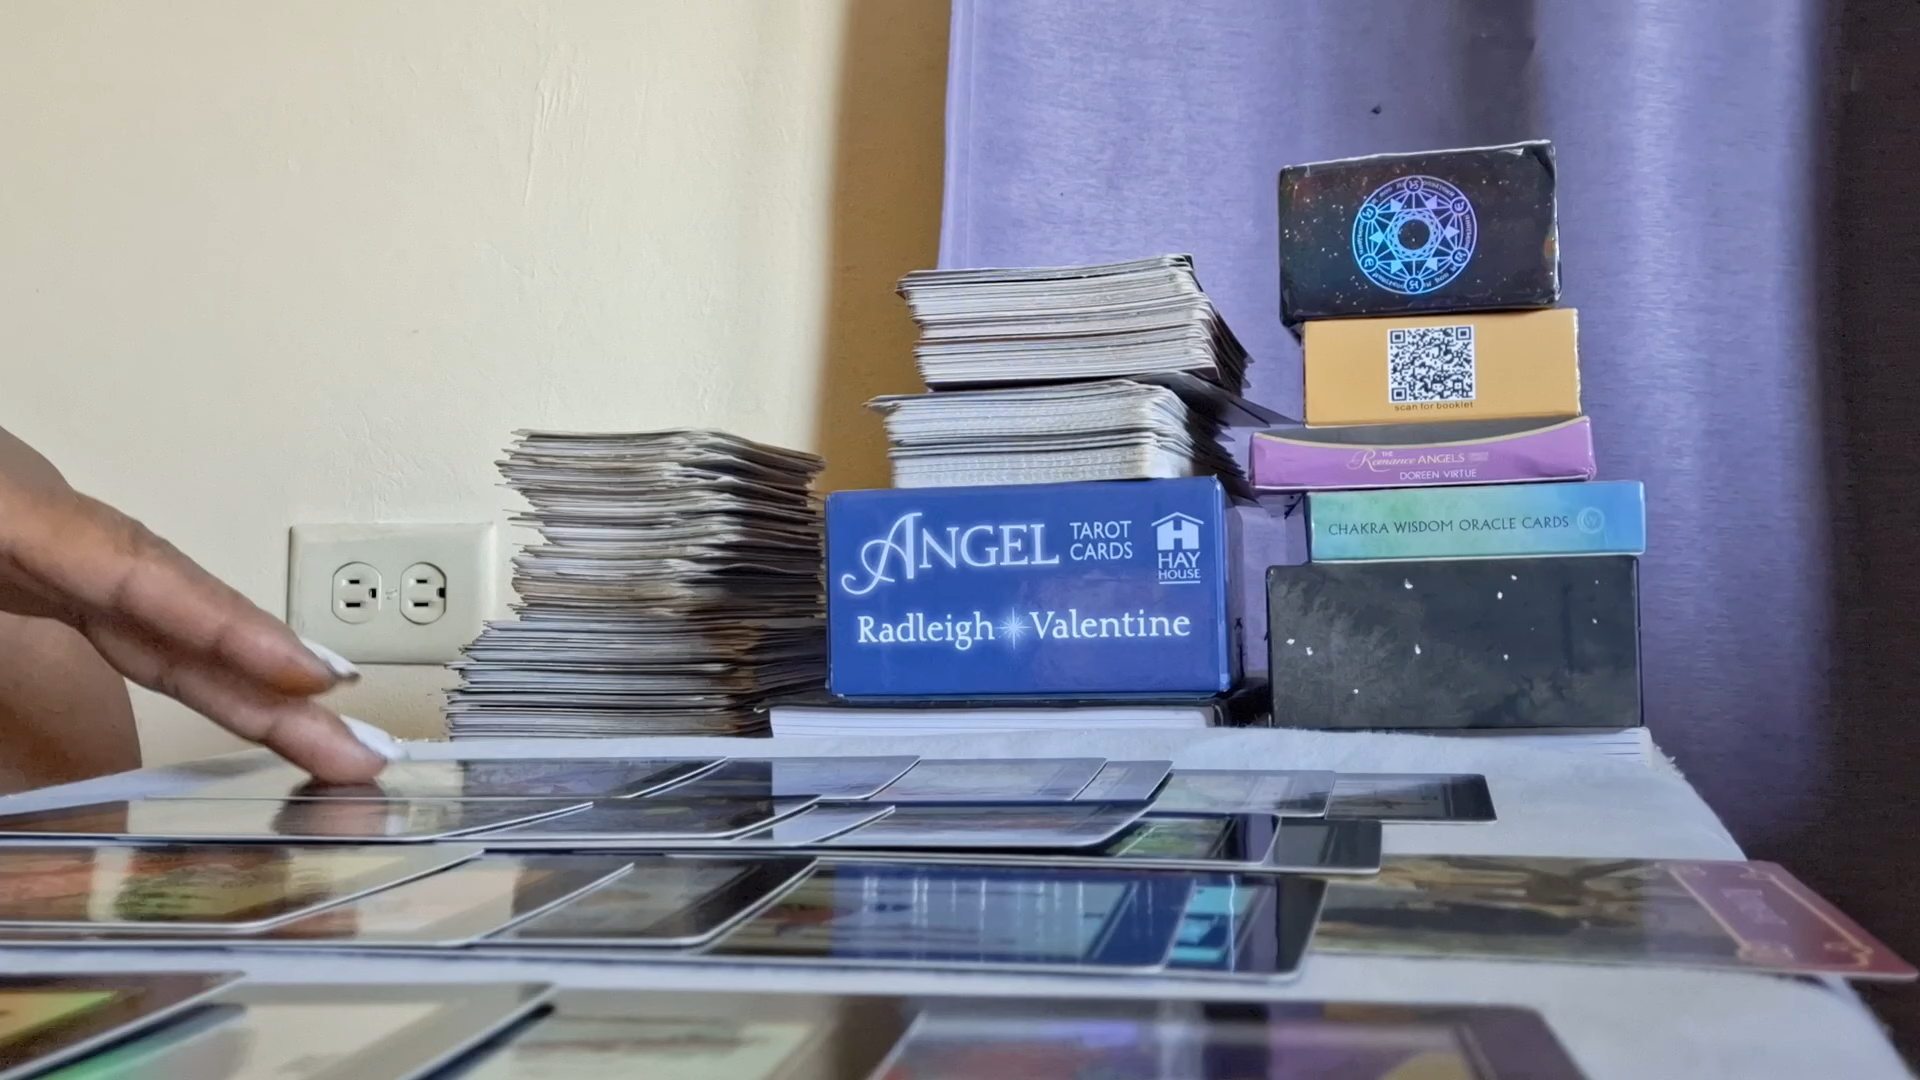 scan for booklet
THE
Romance ANGELS
DOREEN VIRTUE
CHAKRA WISDOM ORACLE CARDS
ANGEL
TAROT
CARDS
HAY
HOUSE
Radleigh Valentine